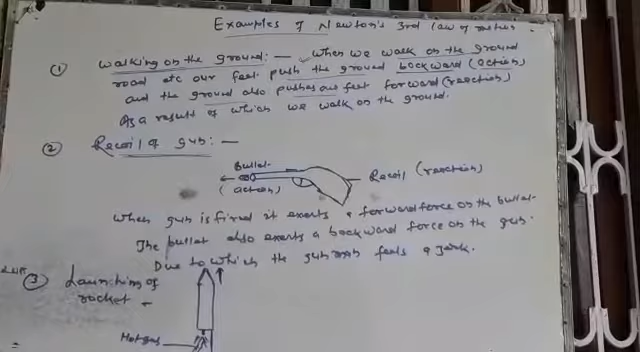 Examples of Newton's 3rd law of motion
(1) Walking on the ground: — when we walk on the ground
road etc our feet push the ground backward (action)
and the ground also pushes our feet forward (reaction)
As a result of which we walk on the ground.
(2) Recoil of gun: —
Bullet
(action)
Recoil (reaction)
When gun is fired it exerts a forward force on the bullet.
The bullet also exerts a backward force on the gun.
Due to which the gunman feels a jerk.
(3) Launching of
rocket -
Hot gas